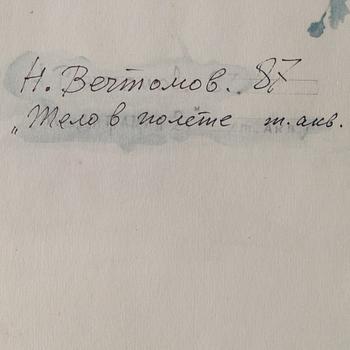 Н. Вечтомов. 87
„Тело в полёте т. акв.